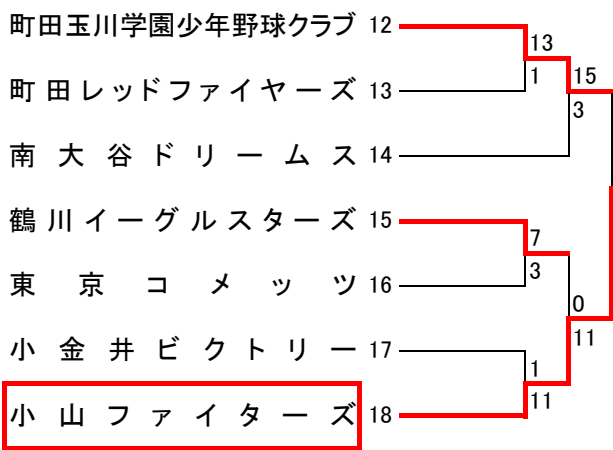 町田玉川学園少年野球クラブ 12
13
町田レッドファイヤーズ 13
1
15
南大谷ドリームス 14
3
鶴川イーグルスターズ 15
7
東京コメッツ 16
3
0
小金井ビクトリー 17
11
1
小山ファイターズ 18
11